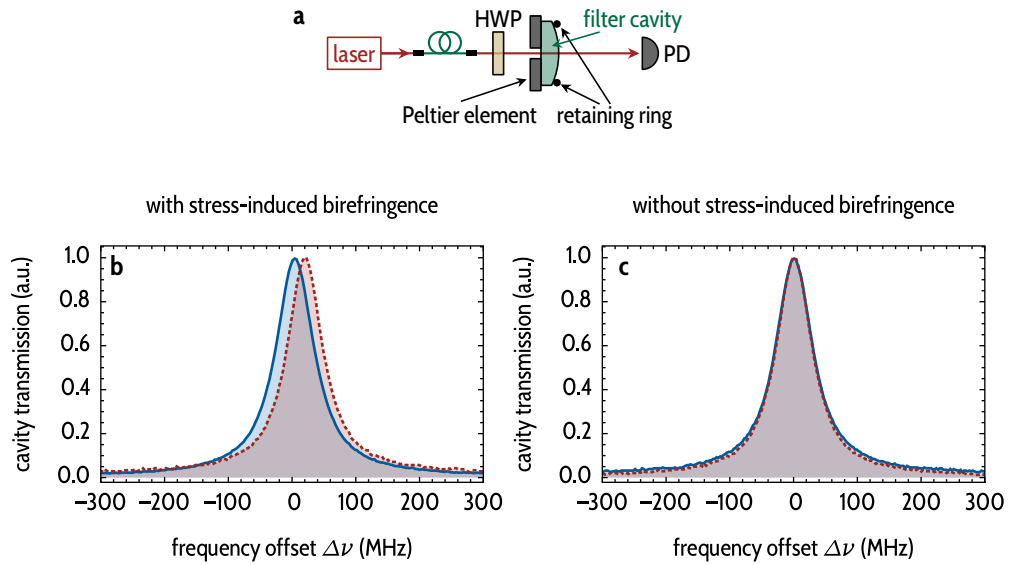 a
HWP
filter cavity
laser
PD
Peltier element
retaining ring
with stress-induced birefringence
without stress-induced birefringence
b
c
cavity transmission (a.u.)
1.0
0.8
0.6
0.4
0.2
0.0
−300 −200 −100 0 100 200 300
frequency offset Δν (MHz)
cavity transmission (a.u.)
1.0
0.8
0.6
0.4
0.2
0.0
−300 −200 −100 0 100 200 300
frequency offset Δν (MHz)